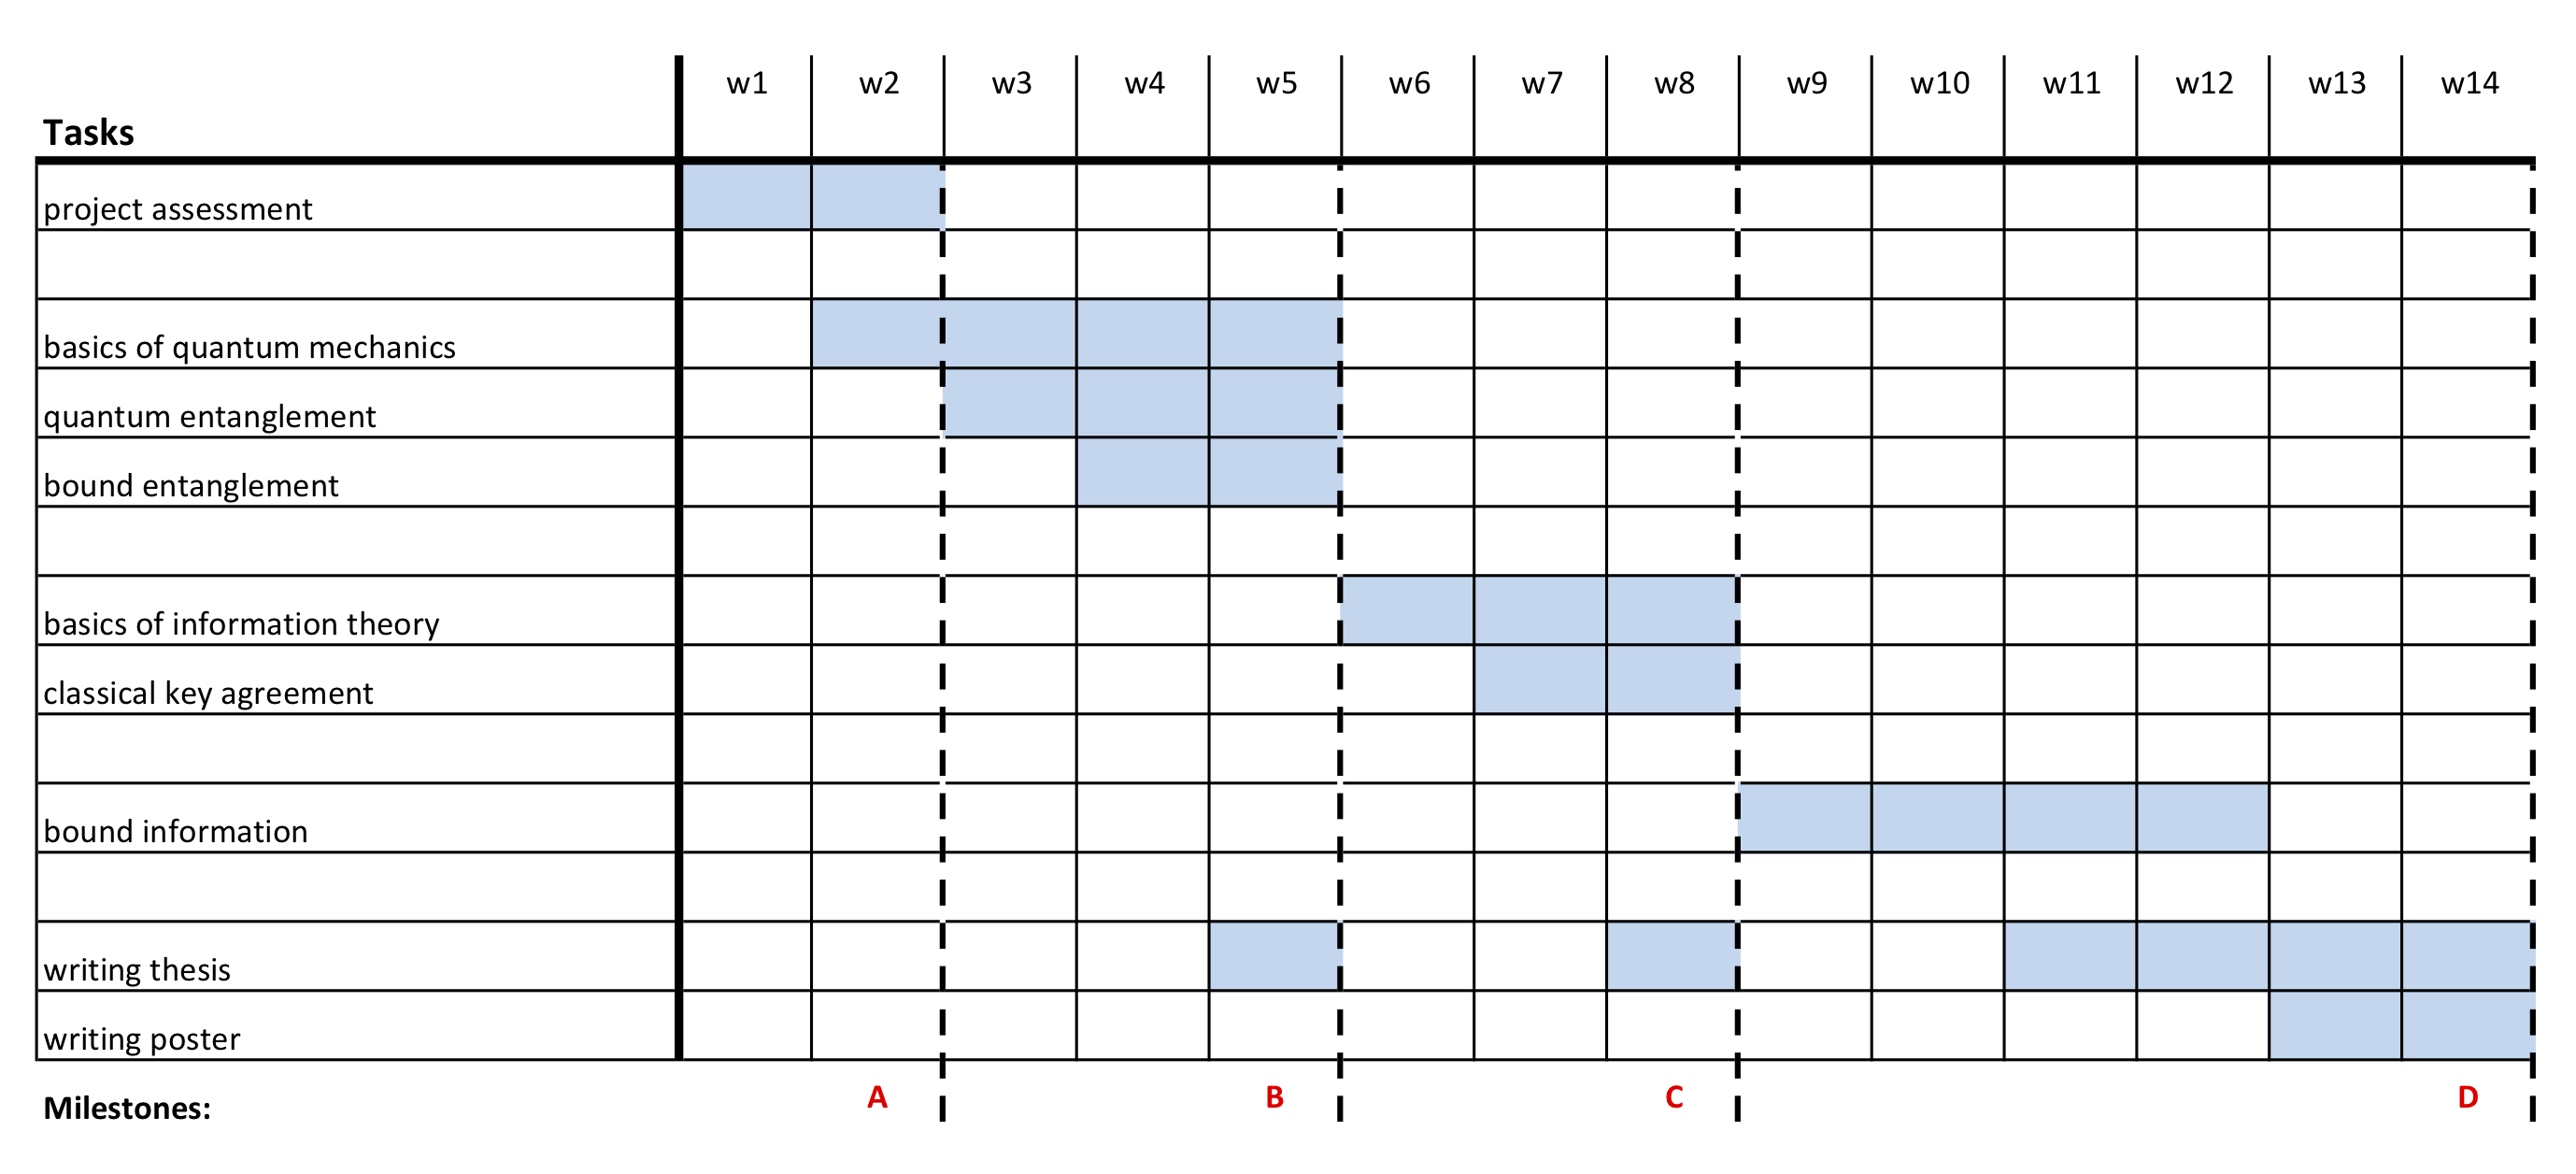 w1 w2 w3 w4 w5 w6 w7 w8 w9 w10 w11 w12 w13 w14
Tasks
project assessment
basics of quantum mechanics
quantum entanglement
bound entanglement
basics of information theory
classical key agreement
bound information
writing thesis
writing poster
Milestones: A B C D